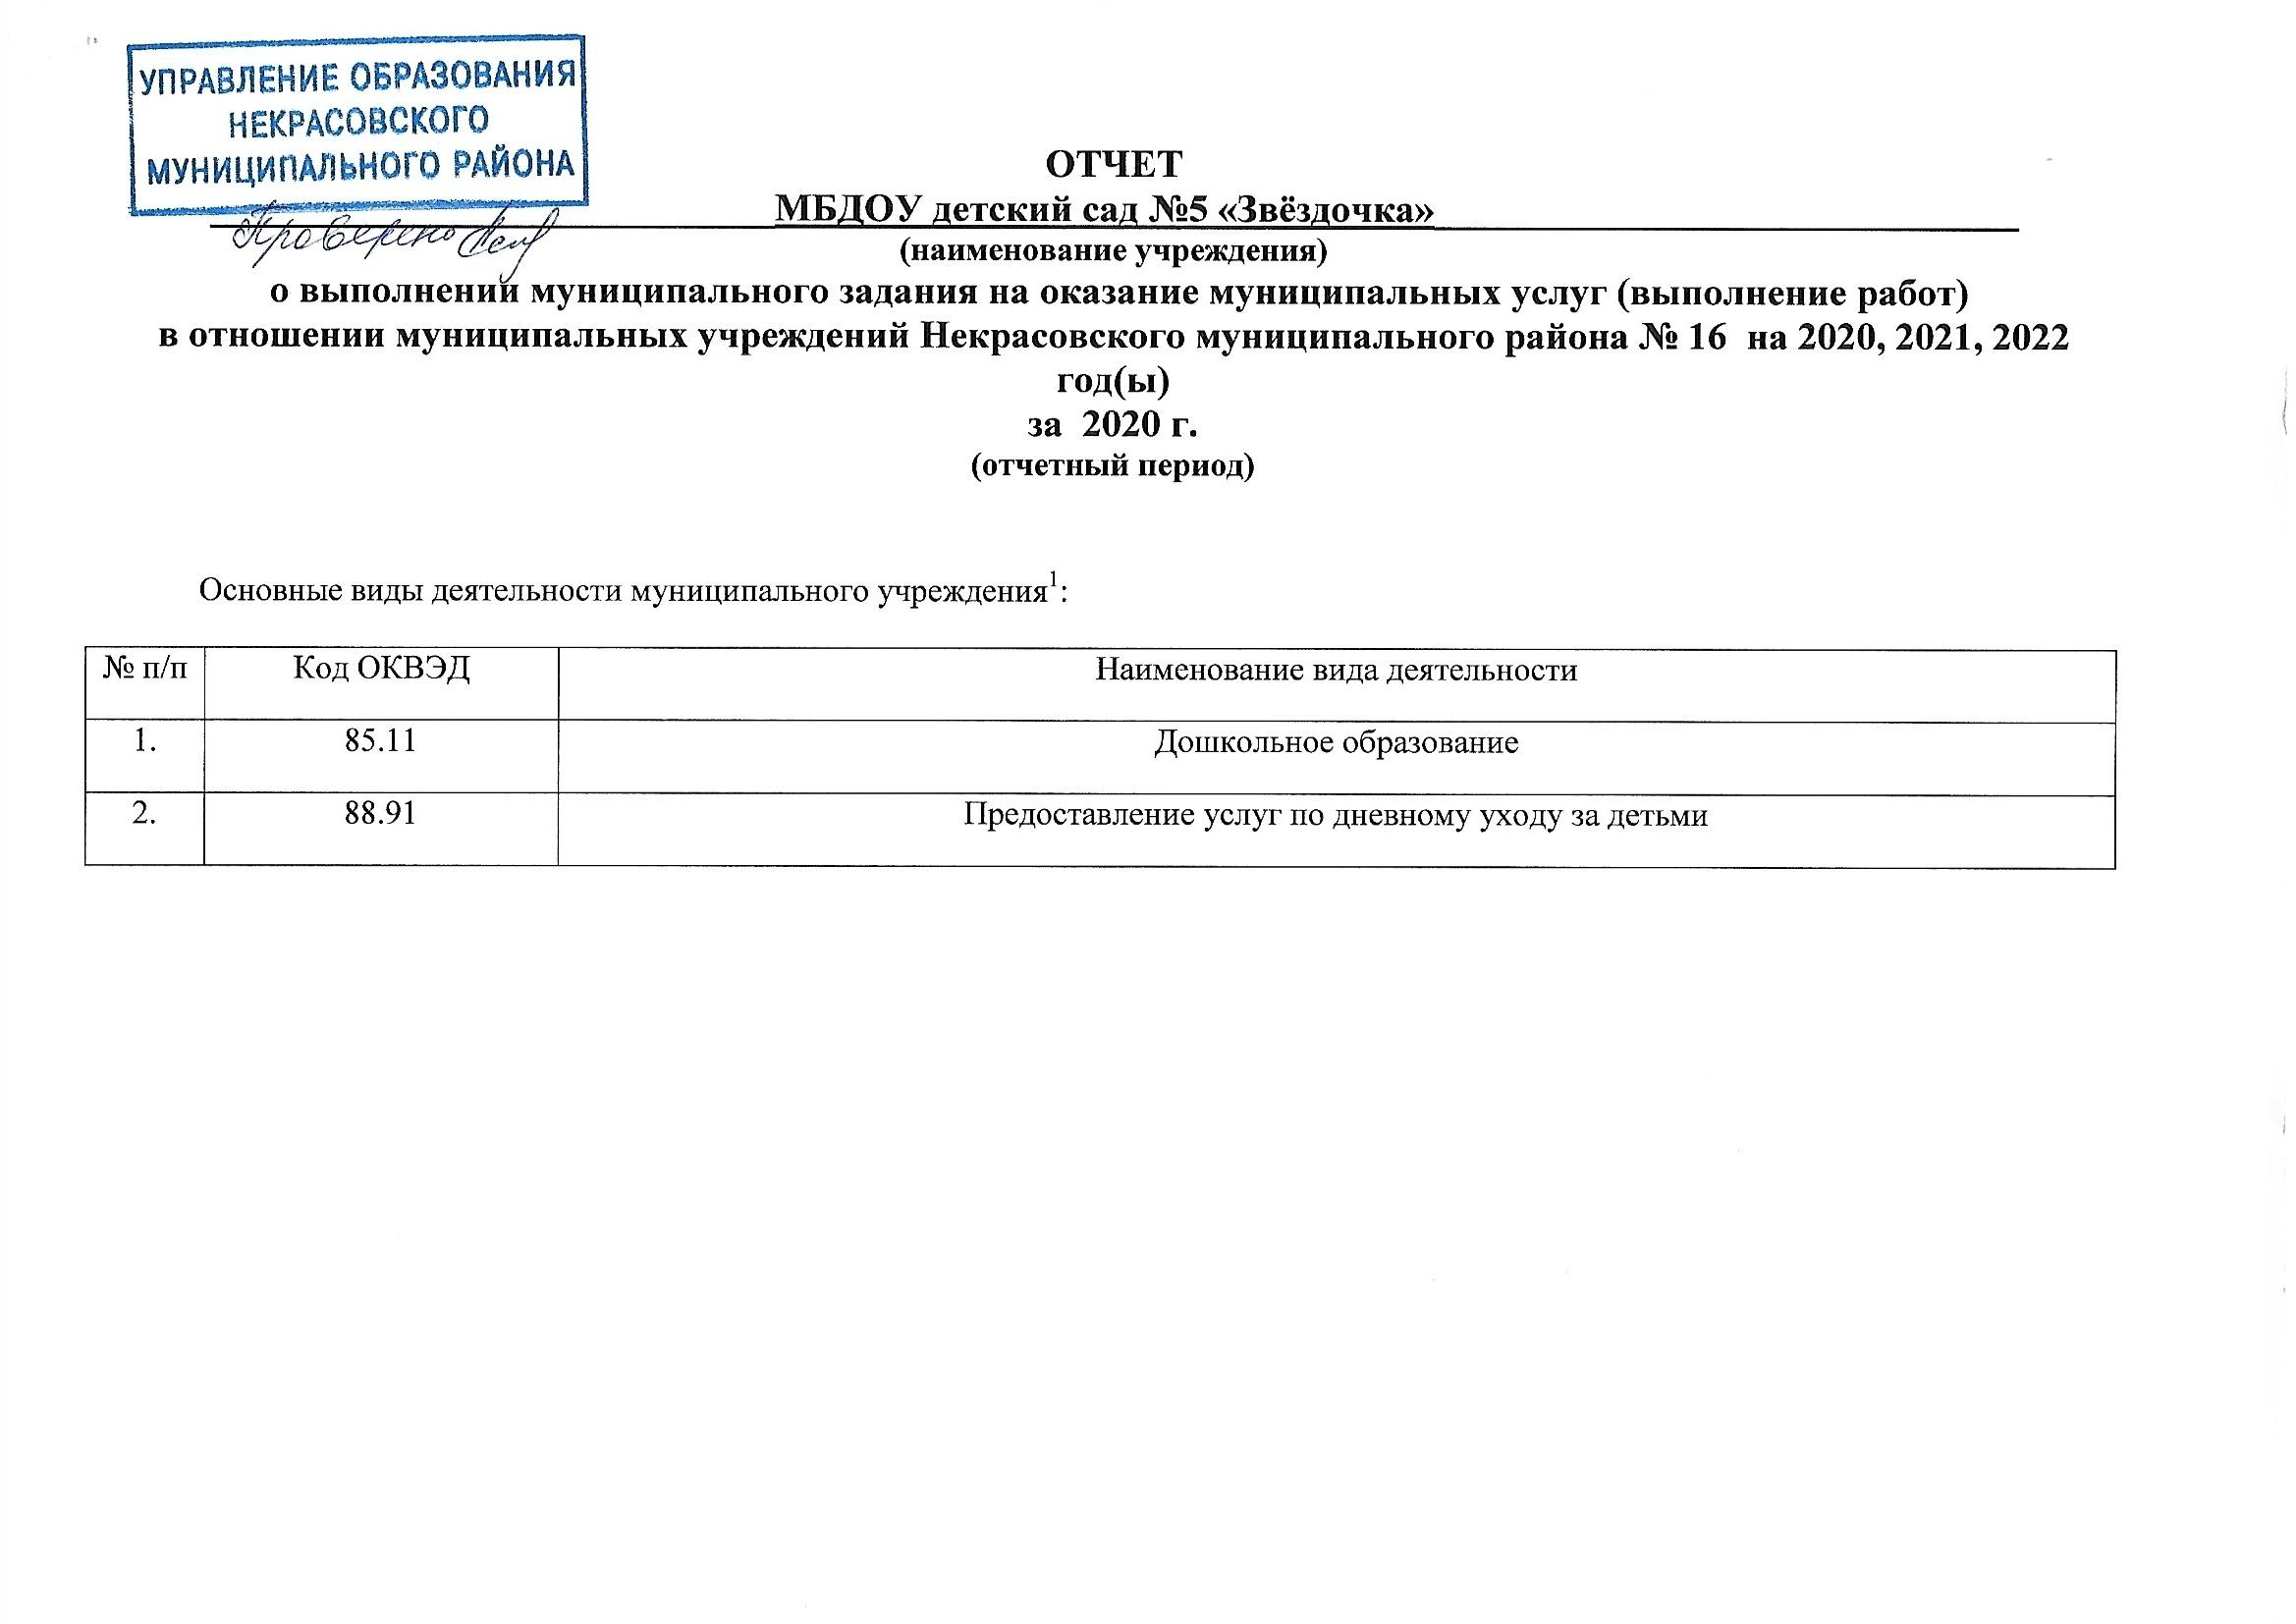 УПРАВЛЕНИЕ ОБРАЗОВАНИЯ
НЕКРАСОВСКОГО
МУНИЦИПАЛЬНОГО РАЙОНА
Проверено
ОТЧЕТ
МБДОУ детский сад №5 «Звёздочка»
(наименование учреждения)
о выполнении муниципального задания на оказание муниципальных услуг (выполнение работ)
в отношении муниципальных учреждений Некрасовского муниципального района № 16 на 2020, 2021, 2022
год(ы)
за 2020 г.
(отчетный период)
Основные виды деятельности муниципального учреждения¹:
№ п/п Код ОКВЭД Наименование вида деятельности
1. 85.11 Дошкольное образование
2. 88.91 Предоставление услуг по дневному уходу за детьми